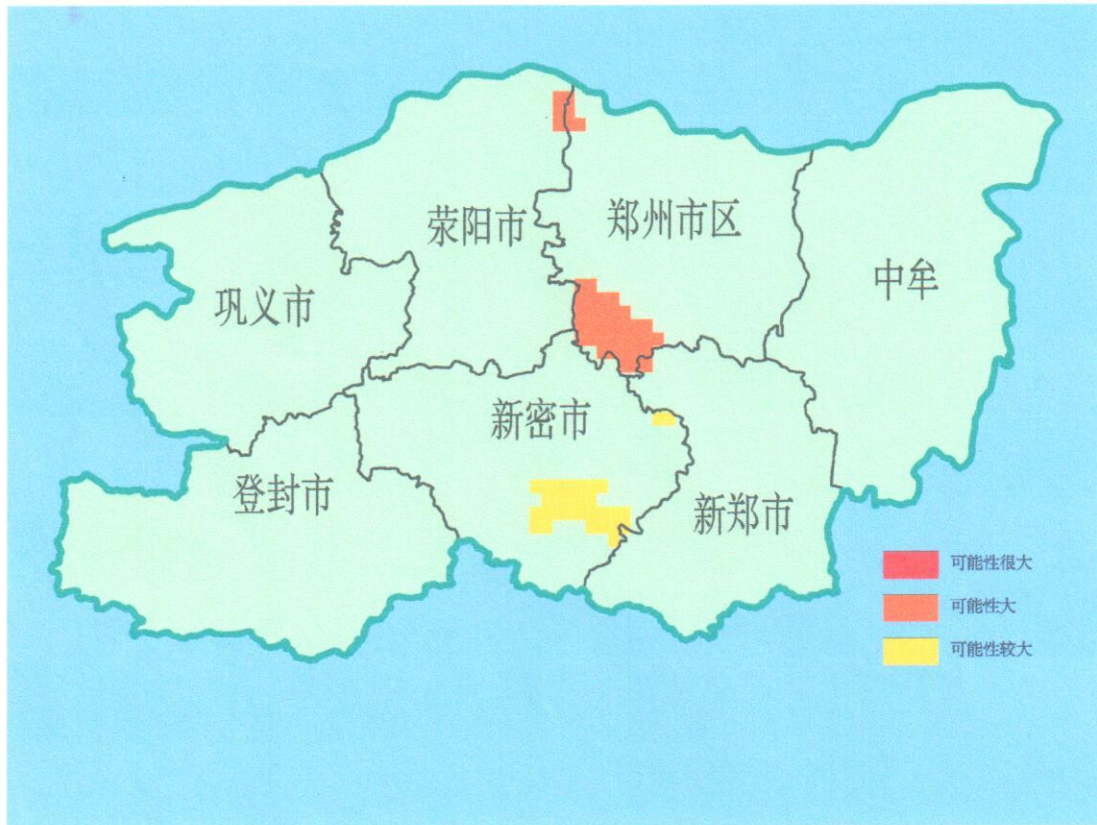 荥阳市
郑州市区
中牟
巩义市
新密市
登封市
新郑市
可能性很大
可能性大
可能性较大